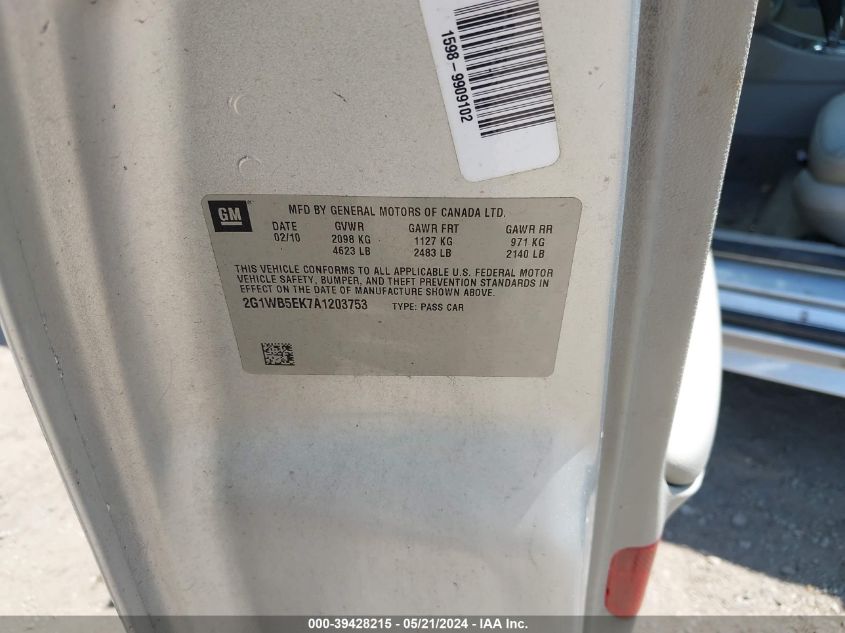 1598 - 9909102
GM
MFD BY GENERAL MOTORS OF CANADA LTD.
DATE GVWR GAWR FRT GAWR RR
02/10 2098 KG 1127 KG 971 KG
4623 LB 2483 LB 2140 LB
THIS VEHICLE CONFORMS TO ALL APPLICABLE U.S. FEDERAL MOTOR
VEHICLE SAFETY, BUMPER, AND THEFT PREVENTION STANDARDS IN
EFFECT ON THE DATE OF MANUFACTURE SHOWN ABOVE.
2G1WB5EK7A1203753 TYPE: PASS CAR
000-39428215 - 05/21/2024 - IAA Inc.